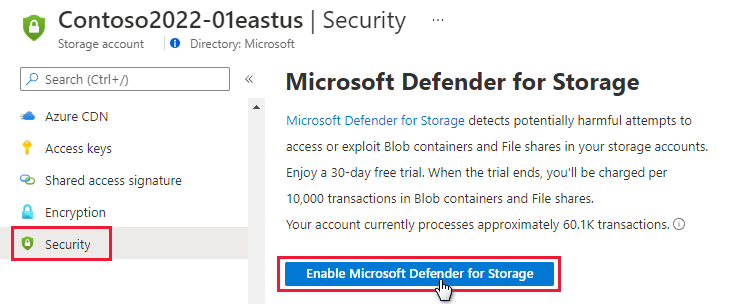 Contoso2022-01eastus | Security ...
Storage account Directory: Microsoft
Search (Ctrl+/) «
Azure CDN
Access keys
Shared access signature
Encryption
Security
Microsoft Defender for Storage
Microsoft Defender for Storage detects potentially harmful attempts to
access or exploit Blob containers and File shares in your storage accounts.
Enjoy a 30-day free trial. When the trial ends, you'll be charged per
10,000 transactions in Blob containers and File shares.
Your account currently processes approximately 60.1K transactions.
Enable Microsoft Defender for Storage